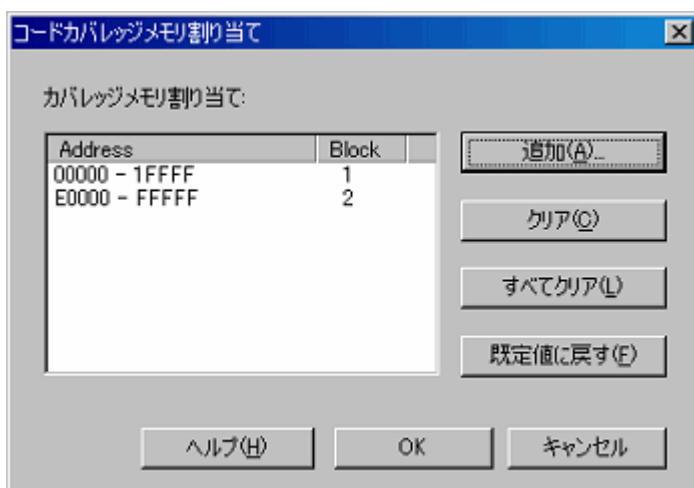 コードカバレッジメモリ割り当て
カバレッジメモリ割り当て:
Address Block
00000 - 1FFFF 1
E0000 - FFFFF 2
追加(A)...
クリア(C)
すべてクリア(L)
既定値に戻す(F)
ヘルプ(H) OK キャンセル